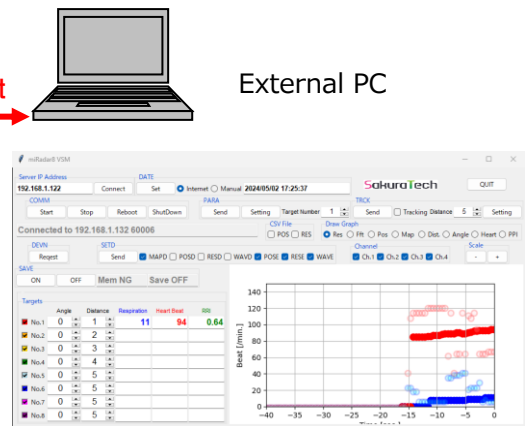 External PC
miRadar8 VSM
Server IP Address DATE
192.168.1.122 Connect Set Internet Manual 2024/05/02 17:25:37 SakuraTech QUIT
COMM PARA TRCK
Start Stop Reboot ShutDown Send Setting Target Number 1 Send Tracking Distance 5 Setting
Connected to 192.168.1.132 60006
CSV File Draw Graph
POS RES Res Fft Pos Map Dist. Angle Heart PPI
DEVN SETD Channel Scale
Reqest Send MAPD POSD RESD WAVD POSE RESE WAVE Ch.1 Ch.2 Ch.3 Ch.4 - +
SAVE
ON OFF Mem NG Save OFF
Targets
Angle Distance Respiration Heart Beat RRI
No.1 0 1 11 94 0.64
No.2 0 2
No.3 0 3
No.4 0 4
No.5 0 5
No.6 0 5
No.7 0 5
No.8 0 5
Beat [/min.]
140
120
100
80
60
40
20
0
−40 −35 −30 −25 −20 −15 −10 −5 0